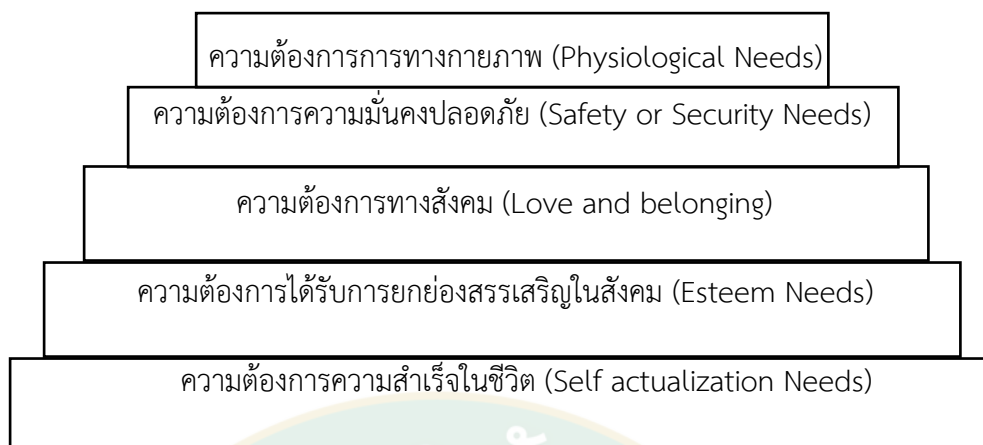 ความต้องการการทางกายภาพ (Physiological Needs)
ความต้องการความมั่นคงปลอดภัย (Safety or Security Needs)
ความต้องการทางสังคม (Love and belonging)
ความต้องการได้รับการยกย่องสรรเสริญในสังคม (Esteem Needs)
ความต้องการความสำเร็จในชีวิต (Self actualization Needs)